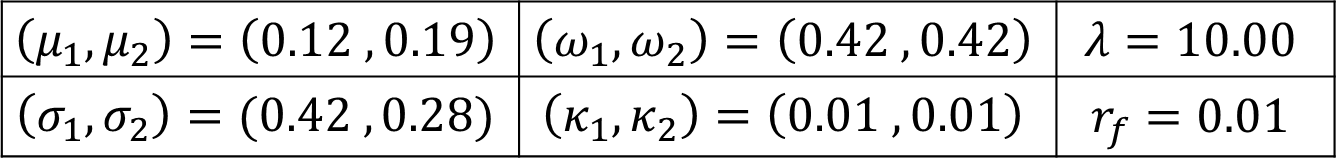 (μ₁, μ₂) = (0.12 , 0.19) (ω₁, ω₂) = (0.42 , 0.42) λ = 10.00
(σ₁, σ₂) = (0.42 , 0.28) (κ₁, κ₂) = (0.01 , 0.01) r_f = 0.01